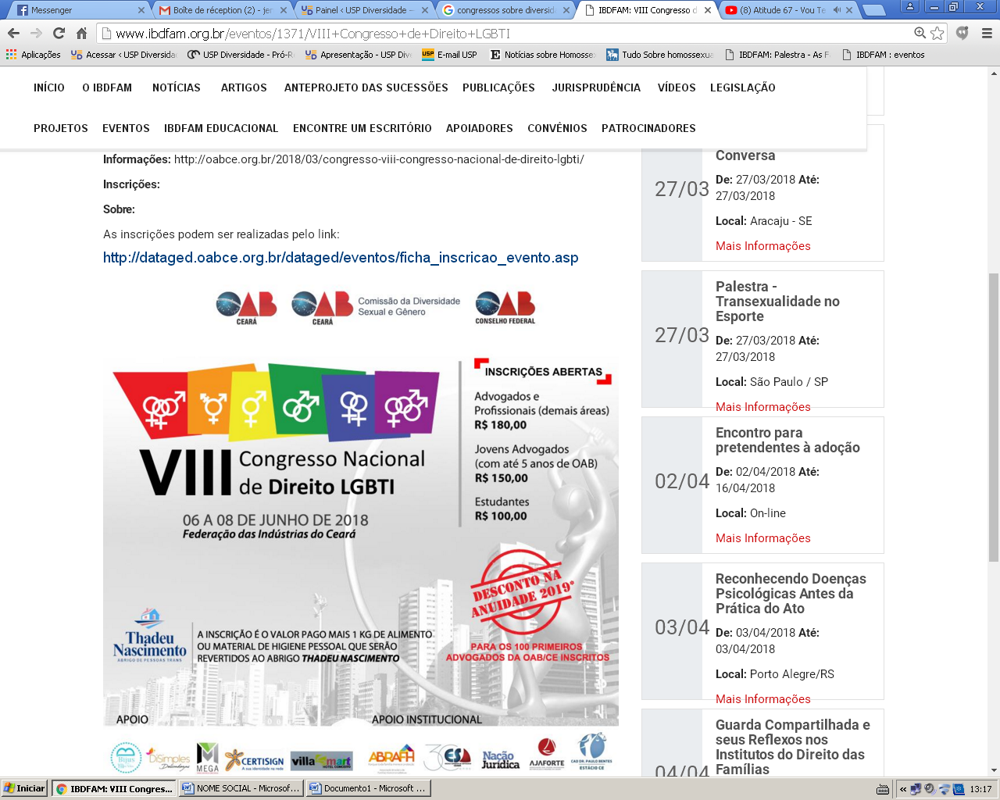 Messenger
Boîte de réception (2) - jer
Painel ‹ USP Diversidade –
congressos sobre diversid
IBDFAM: VIII Congresso d
(8) Atitude 67 - Vou Te
www.ibdfam.org.br/eventos/1371/VIII+Congresso+de+Direito+LGBTI
Aplicações
Acessar ‹ USP Diversida
USP Diversidade - Pró-R
Apresentação - USP Dive
USP E-mail USP
E Notícias sobre Homosse
Tudo Sobre homossexua
IBDFAM: Palestra - As F
IBDFAM : eventos
INÍCIO O IBDFAM NOTÍCIAS ARTIGOS ANTEPROJETO DAS SUCESSÕES PUBLICAÇÕES JURISPRUDÊNCIA VÍDEOS LEGISLAÇÃO
PROJETOS EVENTOS IBDFAM EDUCACIONAL ENCONTRE UM ESCRITÓRIO APOIADORES CONVÊNIOS PATROCINADORES
Informações: http://oabce.org.br/2018/03/congresso-viii-congresso-nacional-de-direito-lgbti/
Inscrições:
Sobre:
As inscrições podem ser realizadas pelo link:
http://dataged.oabce.org.br/dataged/eventos/ficha_inscricao_evento.asp
OAB
CEARÁ
OAB
CEARÁ
Comissão da Diversidade
Sexual e Gênero
OAB
CONSELHO FEDERAL
VIII Congresso Nacional
de Direito LGBTI
06 A 08 DE JUNHO DE 2018
Federação das Indústrias do Ceará
INSCRIÇÕES ABERTAS
Advogados e
Profissionais (demais áreas)
R$ 180,00
Jovens Advogados
(com até 5 anos de OAB)
R$ 150,00
Estudantes
R$ 100,00
DESCONTO NA
ANUIDADE 2019*
PARA OS 100 PRIMEIROS
ADVOGADOS DA OAB/CE INSCRITOS
Thadeu
Nascimento
ABRIGO DE PESSOAS TRANS
A INSCRIÇÃO É O VALOR PAGO MAIS 1 KG DE ALIMENTO
OU MATERIAL DE HIGIENE PESSOAL QUE SERÃO
REVERTIDOS AO ABRIGO THADEU NASCIMENTO
APOIO
APOIO INSTITUCIONAL
DiSimples
MEGA
CERTISIGN
A sua identidade na rede
villa mart
HOTEL CONCEITO
ABRAFH
30
ESA
Nação
Jurídica
AJAFORTE
CAD DR. PAULO BENTES
ESTÁCIO CE
Conversa
27/03
De: 27/03/2018 Até:
27/03/2018
Local: Aracaju - SE
Mais Informações
Palestra -
Transexualidade no
Esporte
27/03
De: 27/03/2018 Até:
27/03/2018
Local: São Paulo / SP
Mais Informações
Encontro para
pretendentes à adoção
02/04
De: 02/04/2018 Até:
16/04/2018
Local: On-line
Mais Informações
Reconhecendo Doenças
Psicológicas Antes da
Prática do Ato
03/04
De: 03/04/2018 Até:
03/04/2018
Local: Porto Alegre/RS
Mais Informações
Guarda Compartilhada e
seus Reflexos nos
Institutos do Direito das
Famílias
04/04
Iniciar
IBDFAM: VIII Congres...
NOME SOCIAL - Microsof...
Documento1 - Microsoft ...
13:17